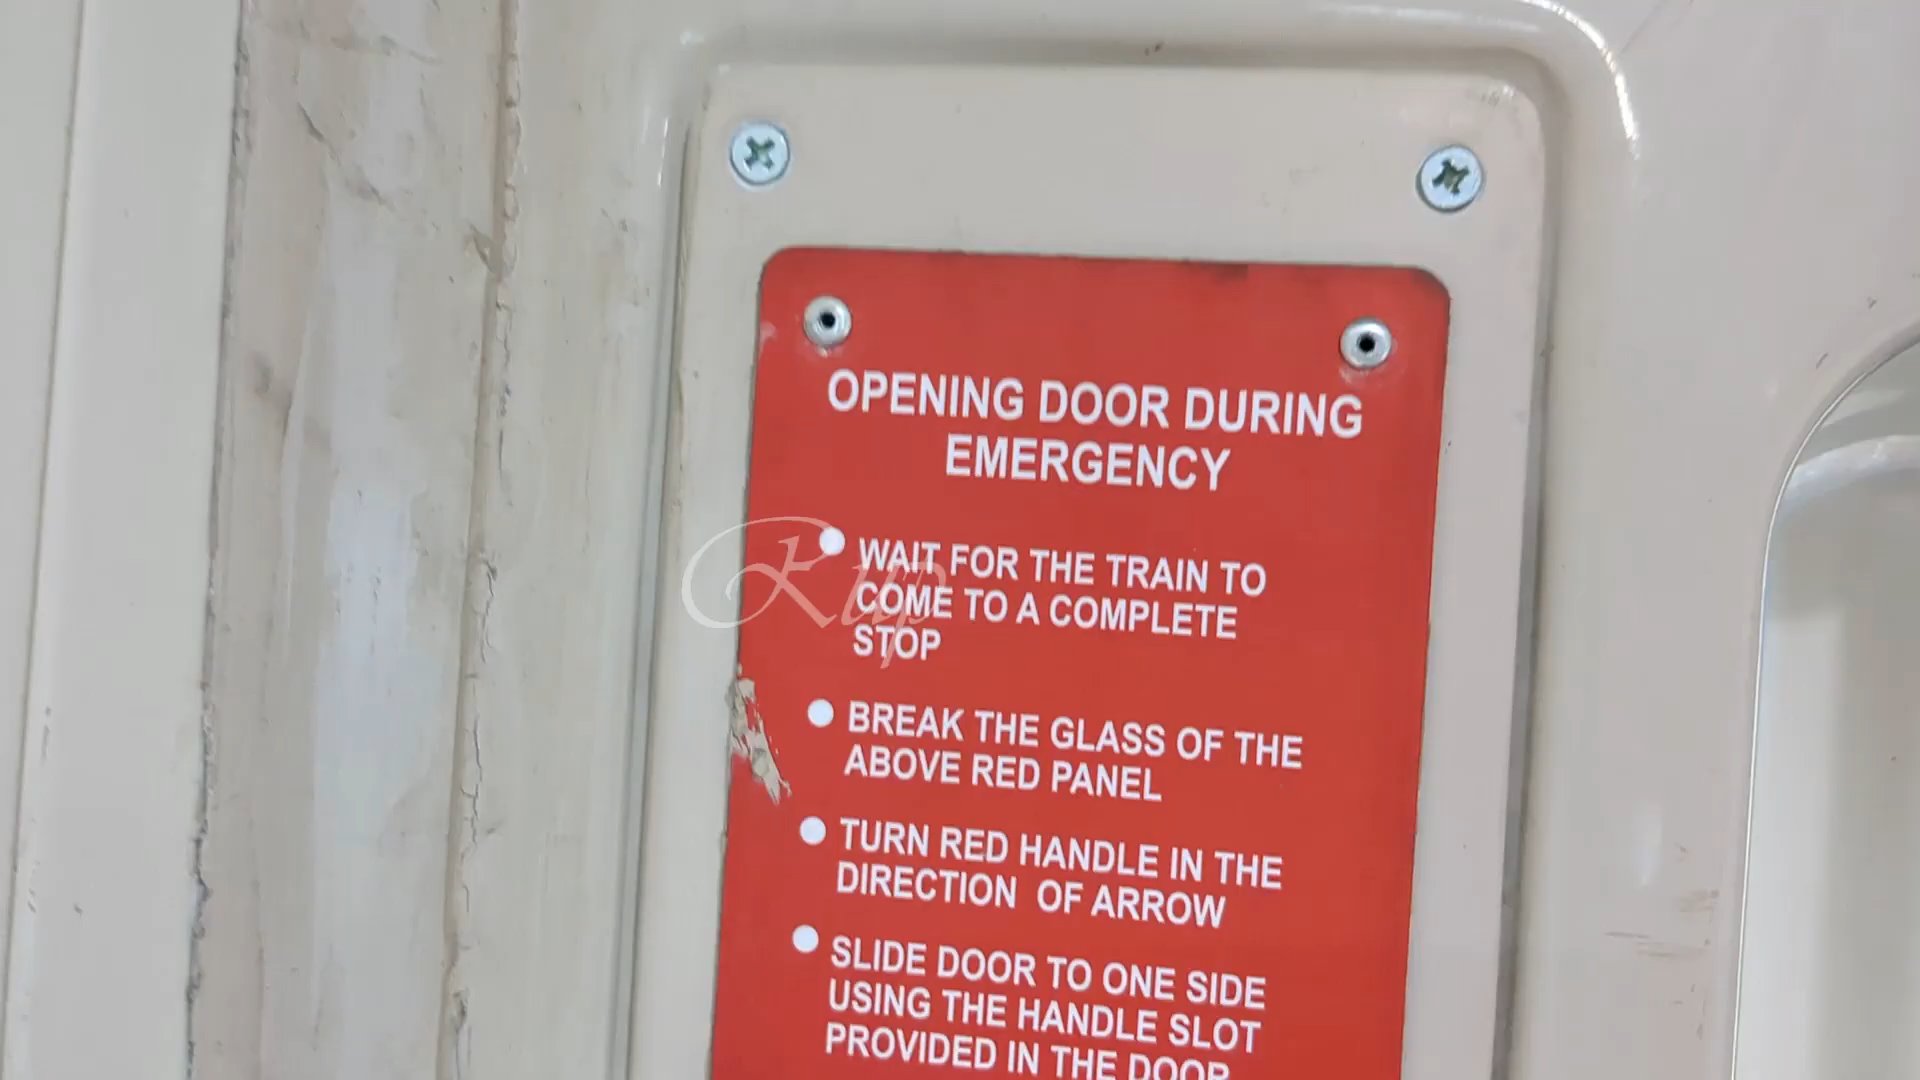 OPENING DOOR DURING
EMERGENCY
WAIT FOR THE TRAIN TO
COME TO A COMPLETE
STOP
BREAK THE GLASS OF THE
ABOVE RED PANEL
TURN RED HANDLE IN THE
DIRECTION OF ARROW
SLIDE DOOR TO ONE SIDE
USING THE HANDLE SLOT
PROVIDED IN THE DOOR
Rup